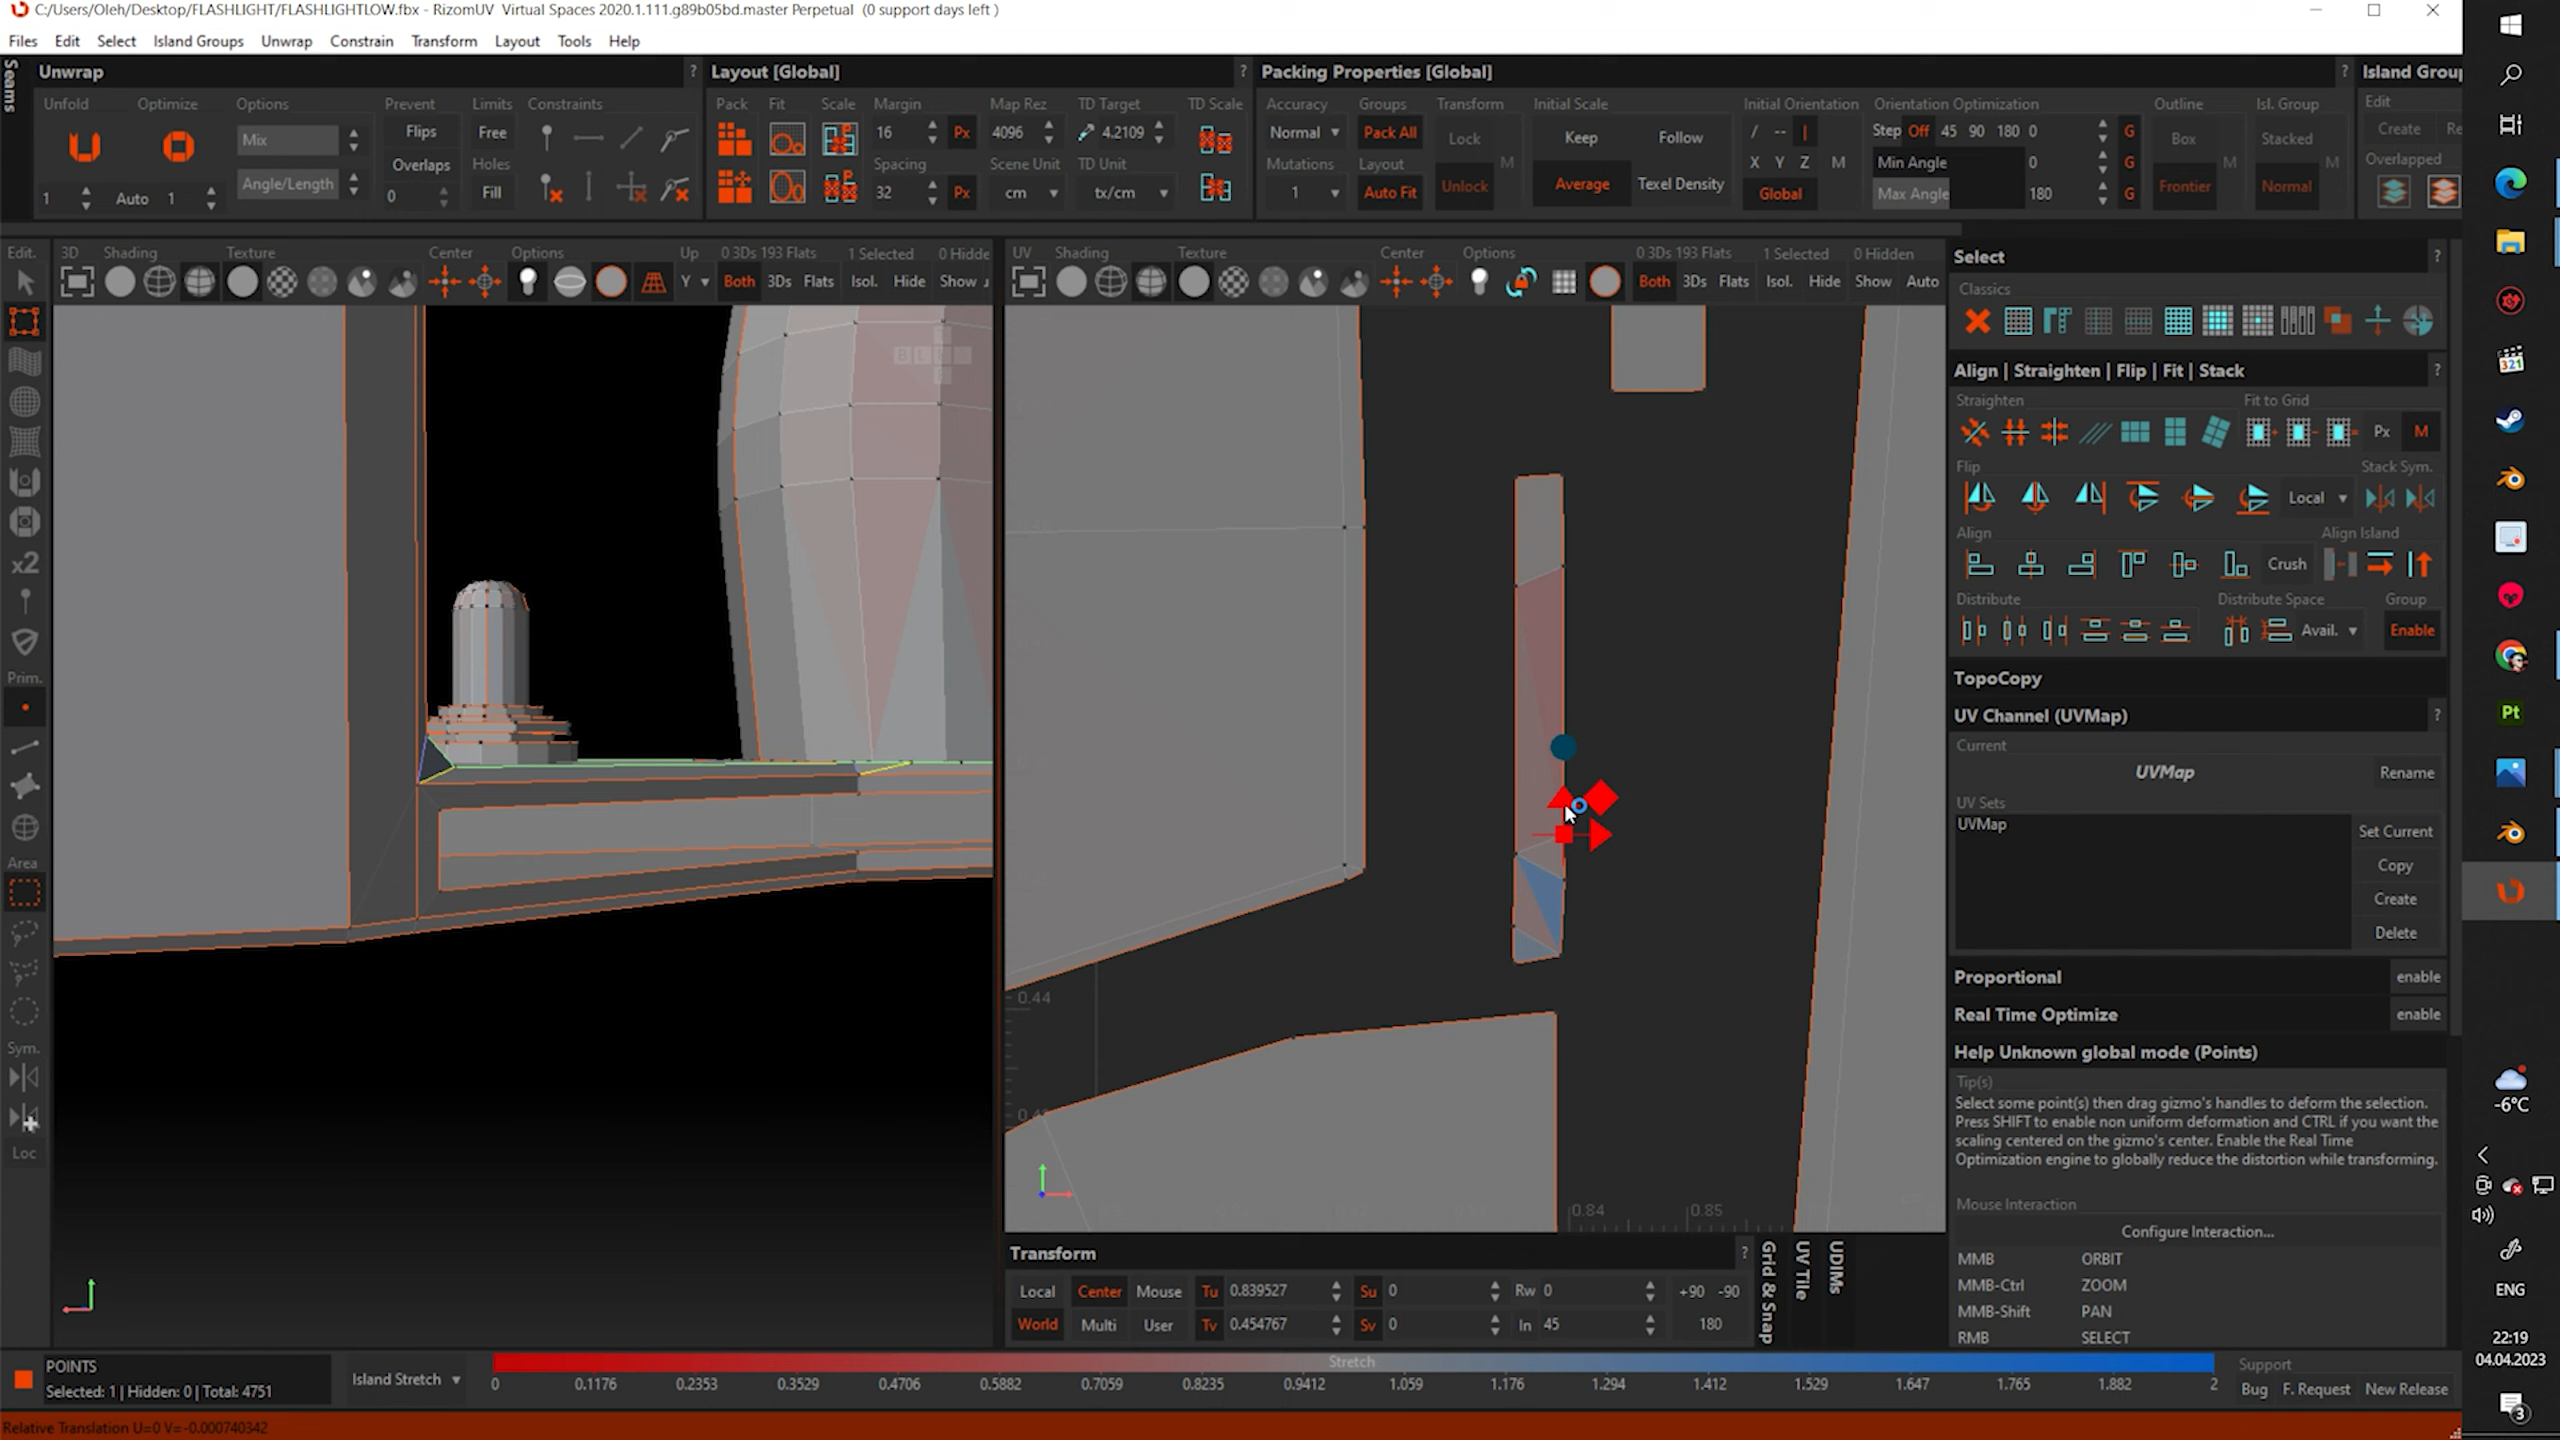 C:/Users/Oleh/Desktop/FLASHLIGHT/FLASHLIGHTLOW.fbx - RizomUV  Virtual Spaces 2020.1.111.g89b05bd.master Perpetual  (0 support days left )
Files Edit Select Island Groups Unwrap Constrain Transform Layout Tools Help
Seams
Unwrap ?
Unfold Optimize Options Prevent Limits Constraints
Mix Flips Free
Overlaps Holes
Angle/Length Fill
1 Auto 1 0
Layout [Global] ?
Pack Fit Scale Margin Map Rez TD Target TD Scale
16 Px 4096 4.2109
Spacing Scene Unit TD Unit
32 Px cm tx/cm
Packing Properties [Global] ?
Accuracy Groups Transform Initial Scale Initial Orientation Orientation Optimization Outline Isl. Group
Normal Pack All Lock Keep Follow / -- | Step Off 45 90 180 0 G Box Stacked
Mutations Layout M X Y Z M Min Angle 0 G M M
1 Auto Fit Unlock Average Texel Density Global Max Angle 180 G Frontier Normal
Island Grou
Edit
Create Re
Overlapped
Edit. 3D Shading Texture Center Options Up 0 3Ds 193 Flats 1 Selected 0 Hidde
Y Both 3Ds Flats Isol. Hide Show
UV Shading Texture Center Options 0 3Ds 193 Flats 1 Selected 0 Hidden
Both 3Ds Flats Isol. Hide Show Auto
x2
Prim.
Area
Sym.
Loc
0.44
0.84 0.85
Select ?
Classics
Align | Straighten | Flip | Fit | Stack ?
Straighten Fit to Grid
Px M
Flip Stack Sym.
Local
Align Align Island
Crush
Distribute Distribute Space Group
Avail. Enable
TopoCopy
UV Channel (UVMap) ?
Current
UVMap Rename
UV Sets
UVMap Set Current
Copy
Create
Delete
Proportional enable
Real Time Optimize enable
Help Unknown global mode (Points)
Tip(s)
Select some point(s) then drag gizmo's handles to deform the selection.
Press SHIFT to enable non uniform deformation and CTRL if you want the
scaling centered on the gizmo's center. Enable the Real Time
Optimization engine to globally reduce the distortion while transforming.
Mouse Interaction
Configure Interaction...
MMB ORBIT
MMB-Ctrl ZOOM
MMB-Shift PAN
RMB SELECT
Transform ?
Local Center Mouse Tu 0.839527 Su 0 Rw 0 +90 -90
World Multi User Tv 0.454767 Sv 0 In 45 180
Grid & Snap
UV Tile
UDIMs
POINTS
Selected: 1 | Hidden: 0 | Total: 4751
Island Stretch
Stretch
0 0.1176 0.2353 0.3529 0.4706 0.5882 0.7059 0.8235 0.9412 1.059 1.176 1.294 1.412 1.529 1.647 1.765 1.882 2
Support
Bug F. Request New Release
Relative Translation U=0 V=-0.000740342
321
Pt
-6°C
ENG
22:19
04.04.2023
3